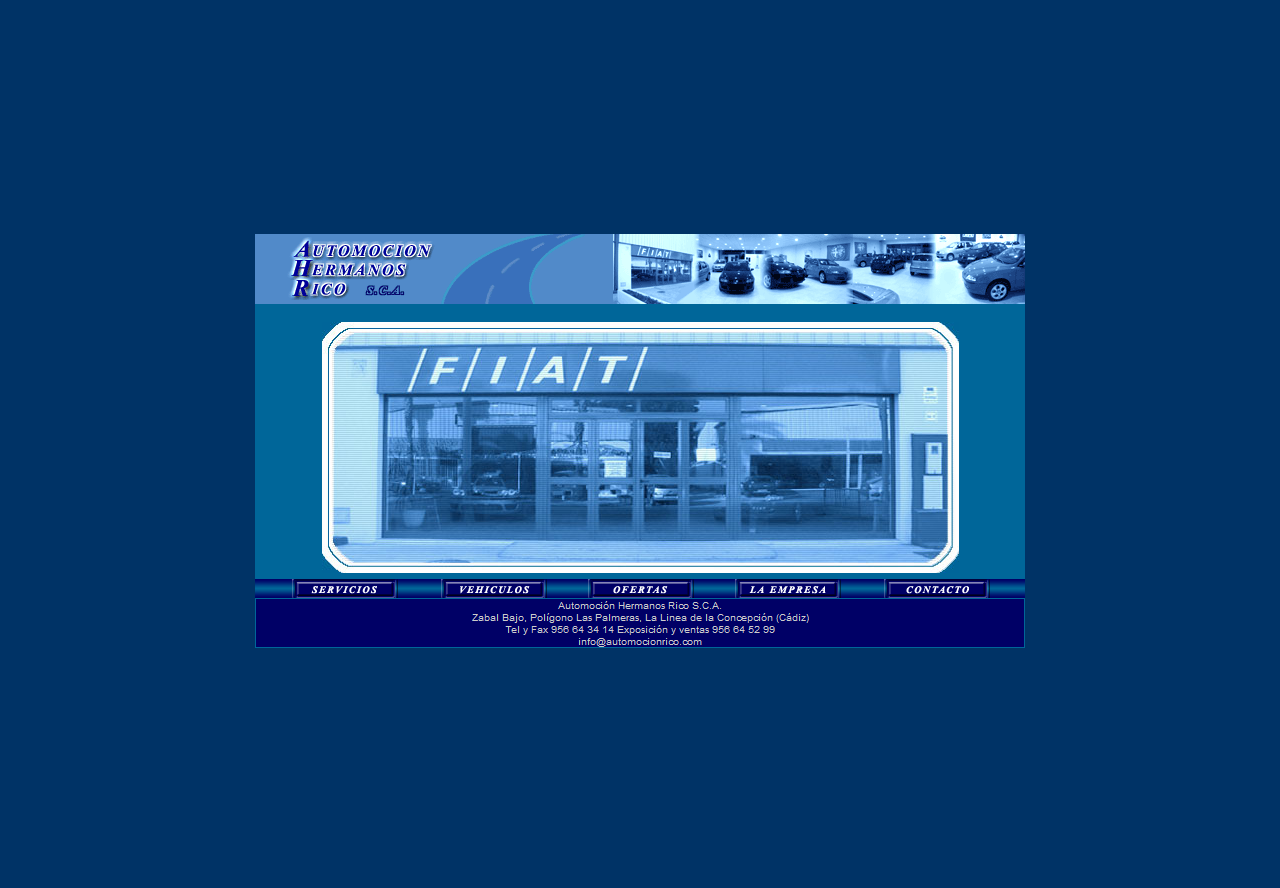 AUTOMOCION
HERMANOS
RICO S.C.A.
FIAT
FIAT
SERVICIOS VEHICULOS OFERTAS LA EMPRESA CONTACTO
Automoción Hermanos Rico S.C.A.
Zabal Bajo, Polígono Las Palmeras, La Linea de la Concepción (Cádiz)
Tel y Fax 956 64 34 14 Exposición y ventas 956 64 52 99
info@automocionrico.com